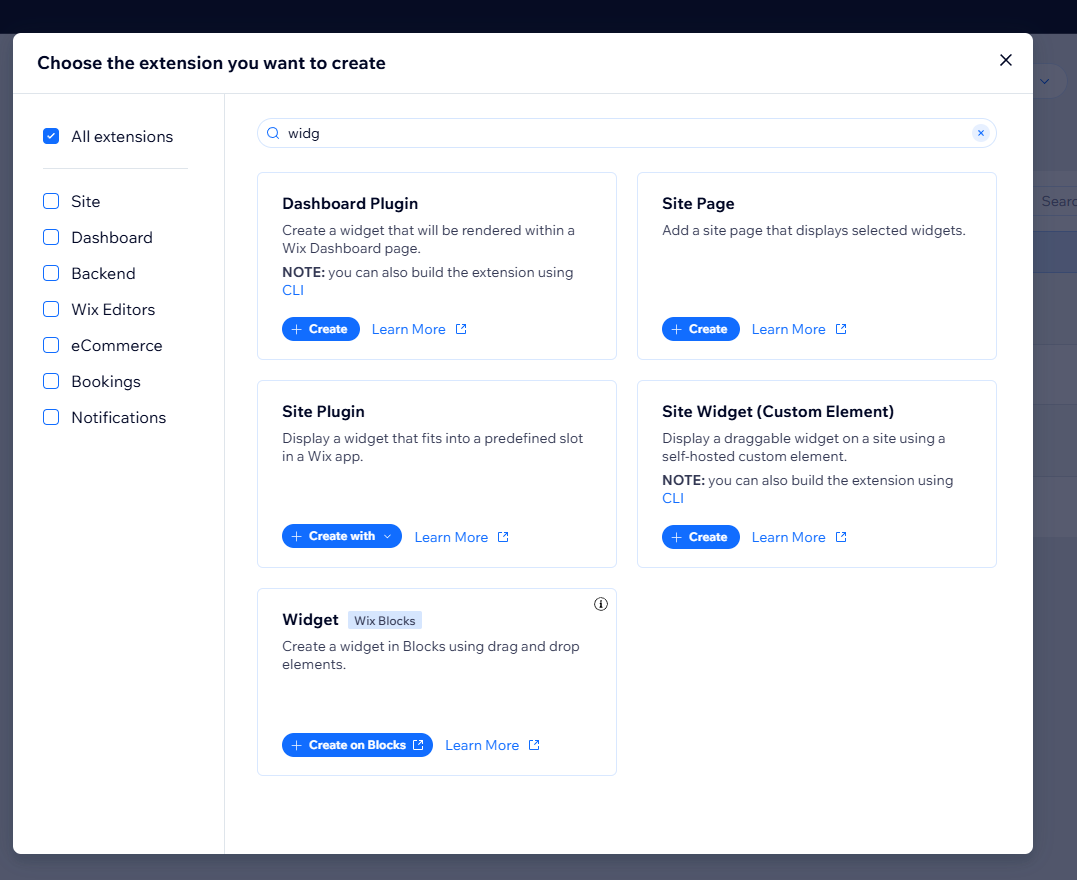 Choose the extension you want to create
All extensions
Site
Dashboard
Backend
Wix Editors
eCommerce
Bookings
Notifications
widg
Dashboard Plugin
Create a widget that will be rendered within a
Wix Dashboard page.
NOTE: you can also build the extension using
CLI
Create
Learn More
Site Page
Add a site page that displays selected widgets.
Create
Learn More
Site Plugin
Display a widget that fits into a predefined slot
in a Wix app.
Create with
Learn More
Site Widget (Custom Element)
Display a draggable widget on a site using a
self-hosted custom element.
NOTE: you can also build the extension using
CLI
Create
Learn More
Widget Wix Blocks
Create a widget in Blocks using drag and drop
elements.
Create on Blocks
Learn More